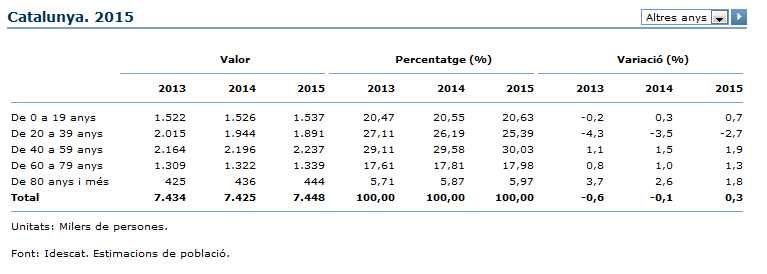 Catalunya. 2015 Altres anys
Valor Percentatge (%) Variació (%)
2013 2014 2015 2013 2014 2015 2013 2014 2015
De 0 a 19 anys 1.522 1.526 1.537 20,47 20,55 20,63 -0,2 0,3 0,7
De 20 a 39 anys 2.015 1.944 1.891 27,11 26,19 25,39 -4,3 -3,5 -2,7
De 40 a 59 anys 2.164 2.196 2.237 29,11 29,58 30,03 1,1 1,5 1,9
De 60 a 79 anys 1.309 1.322 1.339 17,61 17,81 17,98 0,8 1,0 1,3
De 80 anys i més 425 436 444 5,71 5,87 5,97 3,7 2,6 1,8
Total 7.434 7.425 7.448 100,00 100,00 100,00 -0,6 -0,1 0,3
Unitats: Milers de persones.
Font: Idescat. Estimacions de població.